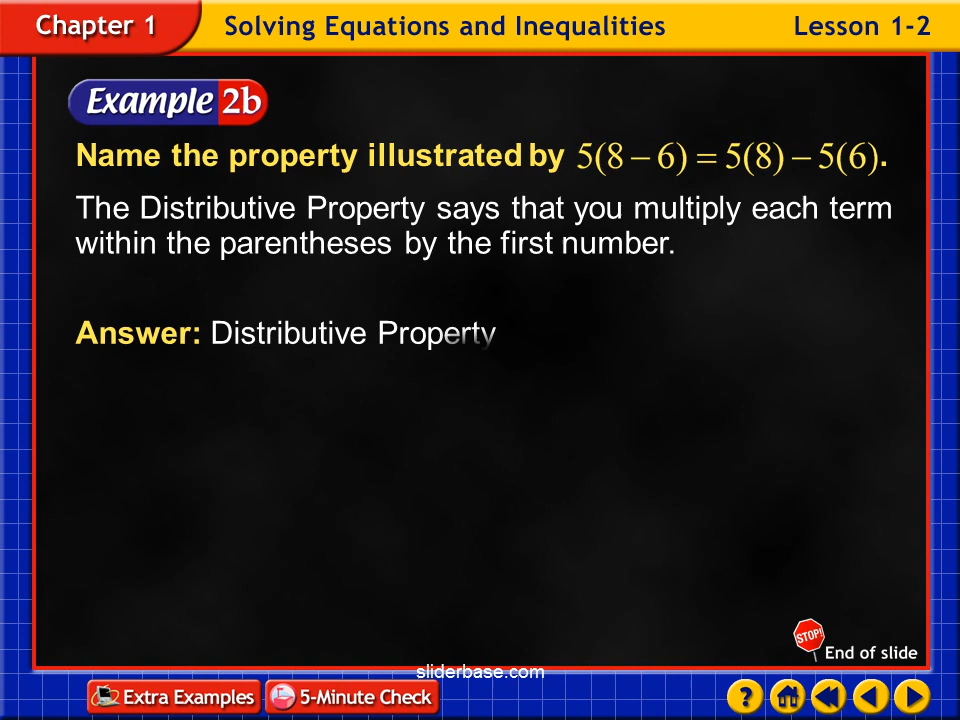 Chapter 1 Solving Equations and Inequalities Lesson 1-2
Example 2b
Name the property illustrated by 5(8 – 6) = 5(8) – 5(6).
The Distributive Property says that you multiply each term
within the parentheses by the first number.
Answer: Distributive Property
STOP!
End of slide
sliderbase.com
Extra Examples 5-Minute Check ?